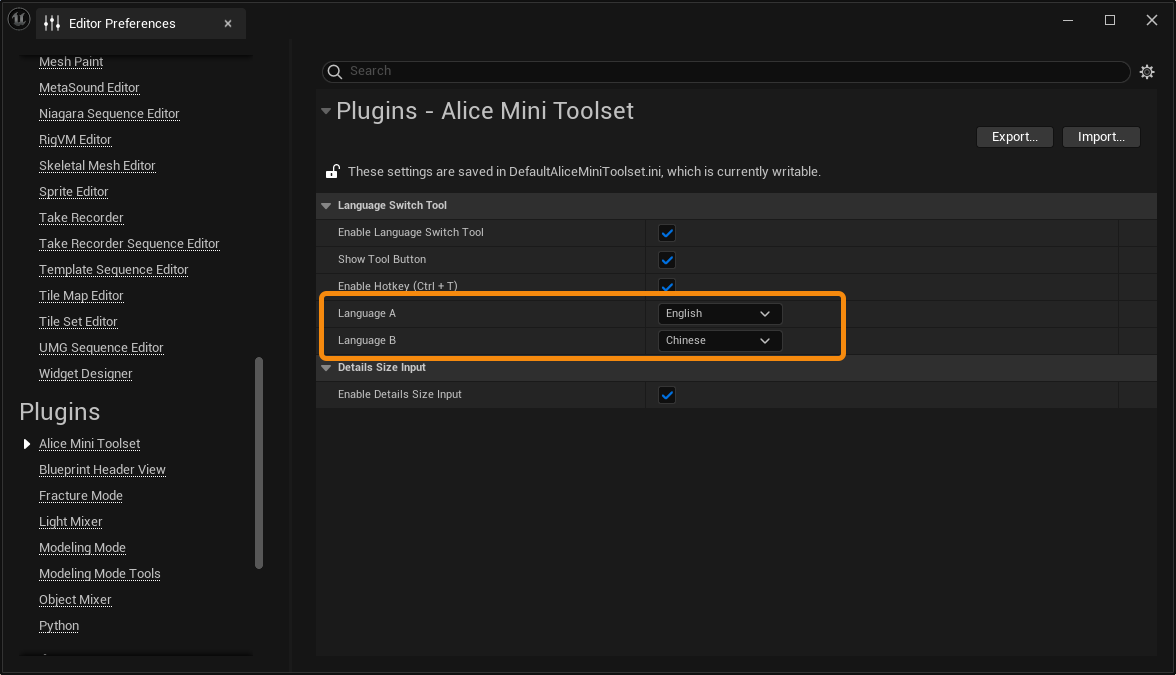 Editor Preferences
Mesh Paint
MetaSound Editor
Niagara Sequence Editor
RigVM Editor
Skeletal Mesh Editor
Sprite Editor
Take Recorder
Take Recorder Sequence Editor
Template Sequence Editor
Tile Map Editor
Tile Set Editor
UMG Sequence Editor
Widget Designer
Plugins
Alice Mini Toolset
Blueprint Header View
Fracture Mode
Light Mixer
Modeling Mode
Modeling Mode Tools
Object Mixer
Python
Search
Plugins - Alice Mini Toolset
Export... Import...
These settings are saved in DefaultAliceMiniToolset.ini, which is currently writable.
Language Switch Tool
Enable Language Switch Tool
Show Tool Button
Enable Hotkey (Ctrl + T)
Language A English
Language B Chinese
Details Size Input
Enable Details Size Input